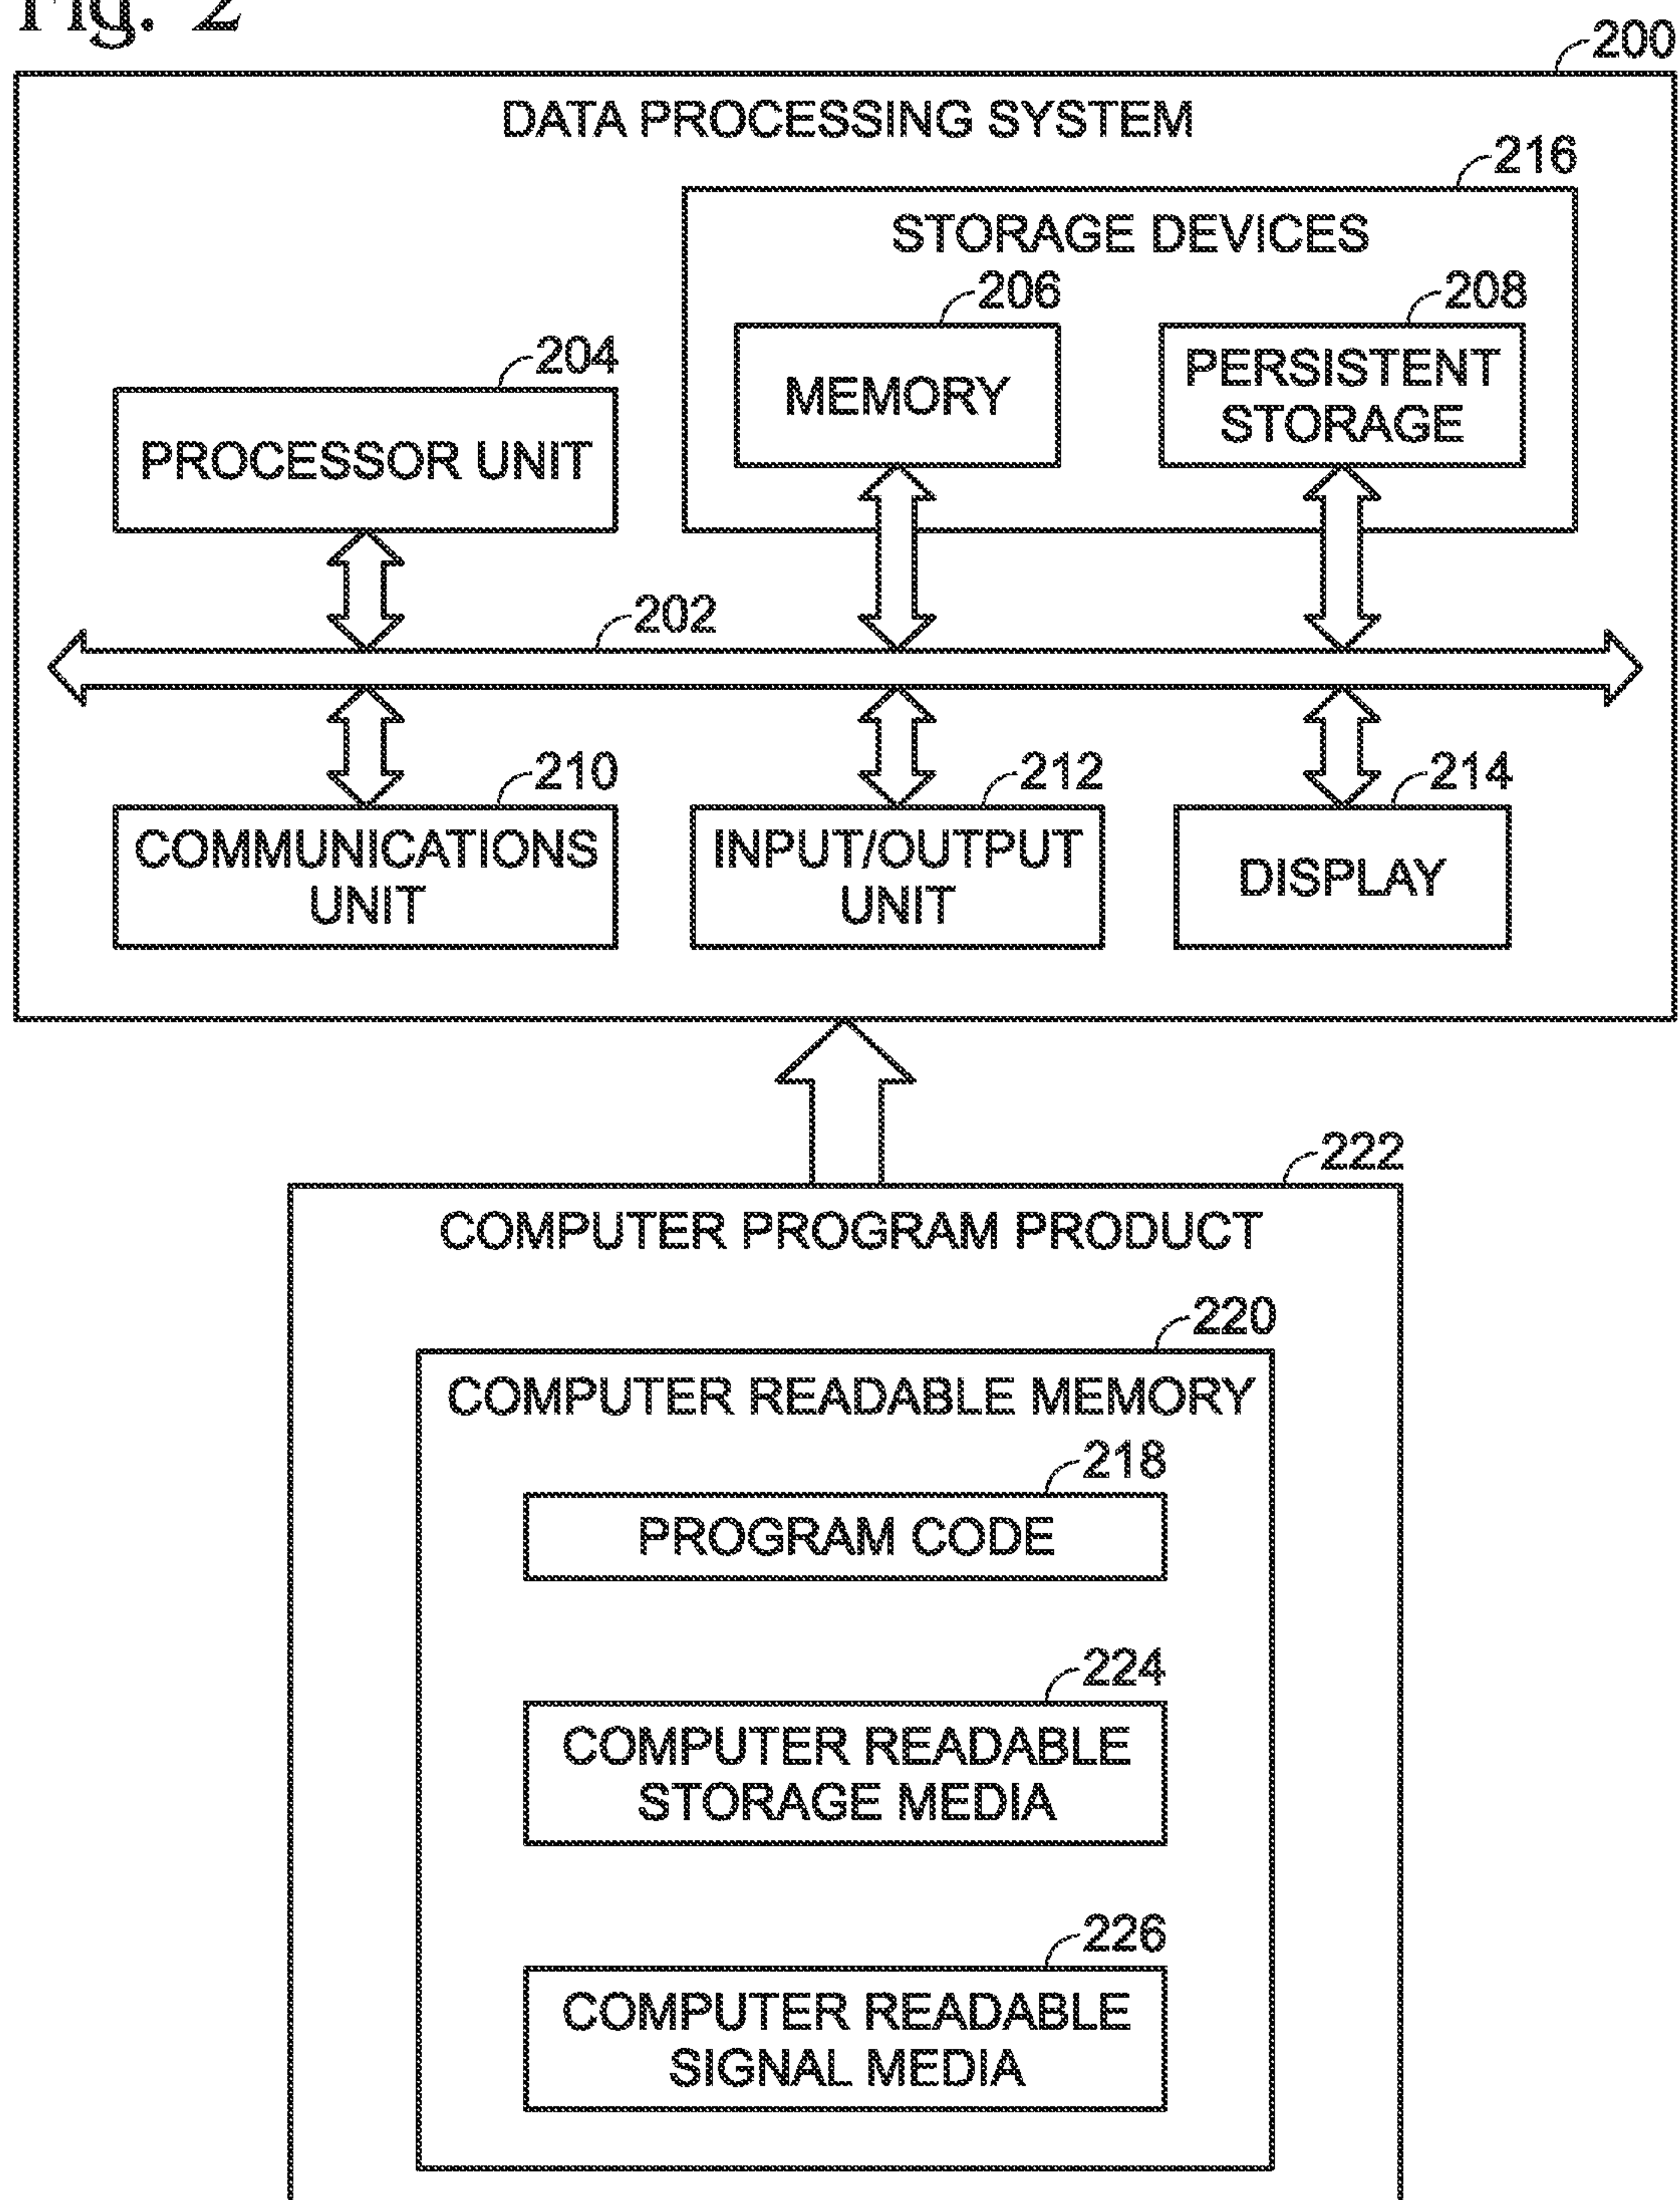 Fig. 2
200
DATA PROCESSING SYSTEM
216
STORAGE DEVICES
206
208
204
MEMORY
PERSISTENT
STORAGE
PROCESSOR UNIT
202
210
212
214
COMMUNICATIONS
UNIT
INPUT/OUTPUT
UNIT
DISPLAY
222
COMPUTER PROGRAM PRODUCT
220
COMPUTER READABLE MEMORY
218
PROGRAM CODE
224
COMPUTER READABLE
STORAGE MEDIA
226
COMPUTER READABLE
SIGNAL MEDIA